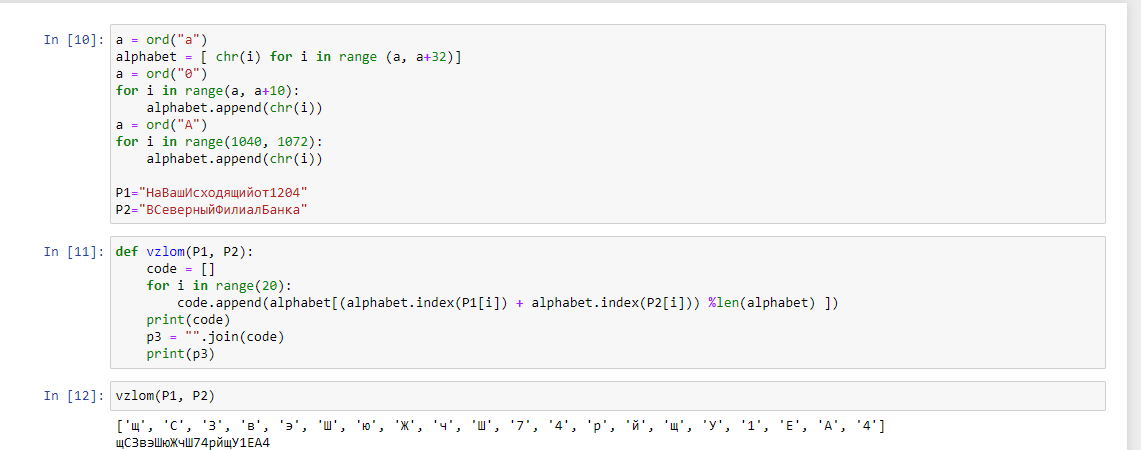 In [10]: a = ord("а")
alphabet = [ chr(i) for i in range (a, a+32)]
a = ord("0")
for i in range(a, a+10):
    alphabet.append(chr(i))
a = ord("А")
for i in range(1040, 1072):
    alphabet.append(chr(i))
P1="НаВашИсходящийот1204"
P2="ВСеверныйФилиалБанка"
In [11]: def vzlom(P1, P2):
    code = []
    for i in range(20):
        code.append(alphabet[(alphabet.index(P1[i]) + alphabet.index(P2[i])) %len(alphabet) ])
    print(code)
    p3 = "".join(code)
    print(p3)
In [12]: vzlom(P1, P2)
['щ', 'С', 'З', 'в', 'э', 'Ш', 'ю', 'Ж', 'ч', 'Ш', '7', '4', 'р', 'й', 'щ', 'У', '1', 'Е', 'А', '4']
щСЗвэШюЖчШ74рйщУ1ЕА4